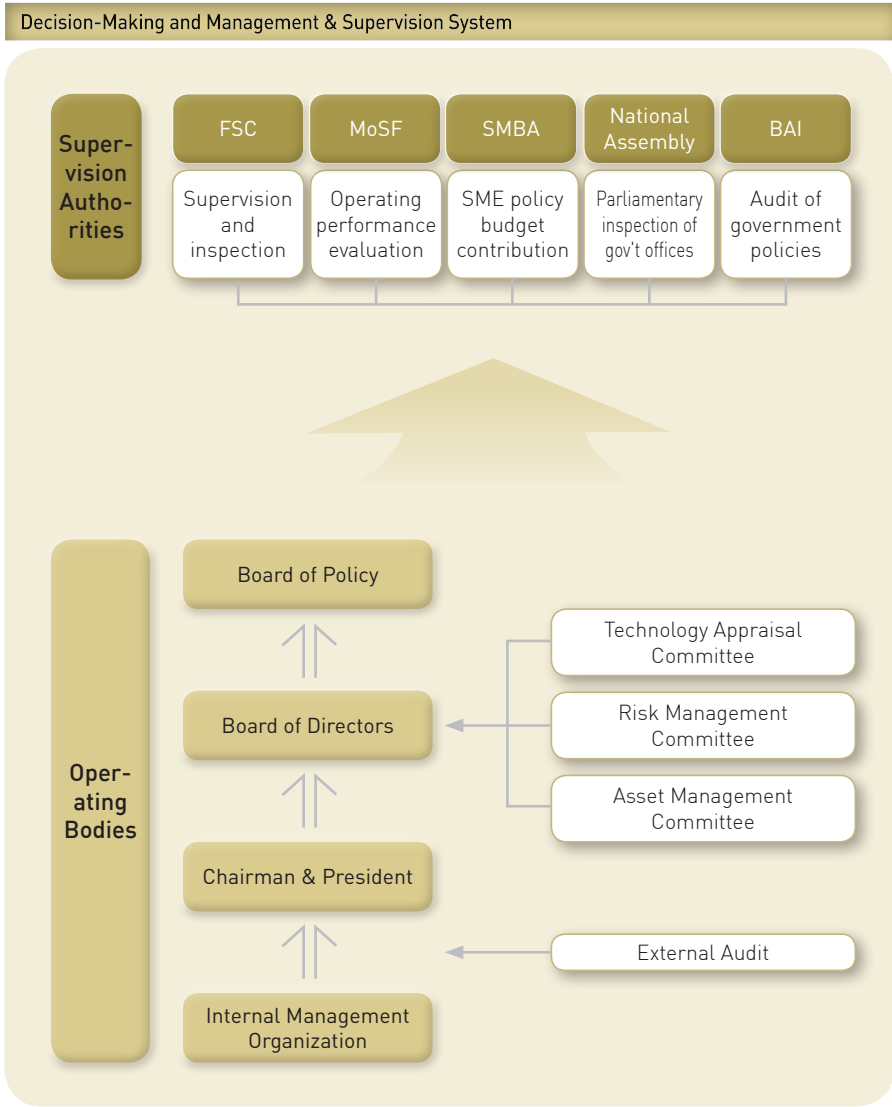 Decision-Making and Management & Supervision System
Super-
vision
Autho-
rities
FSC
MoSF
SMBA
National
Assembly
BAI
Supervision
and
inspection
Operating
performance
evaluation
SME policy
budget
contribution
Parliamentary
inspection of
gov't offices
Audit of
government
policies
Oper-
ating
Bodies
Board of Policy
Board of Directors
Chairman & President
Internal Management
Organization
Technology Appraisal
Committee
Risk Management
Committee
Asset Management
Committee
External Audit